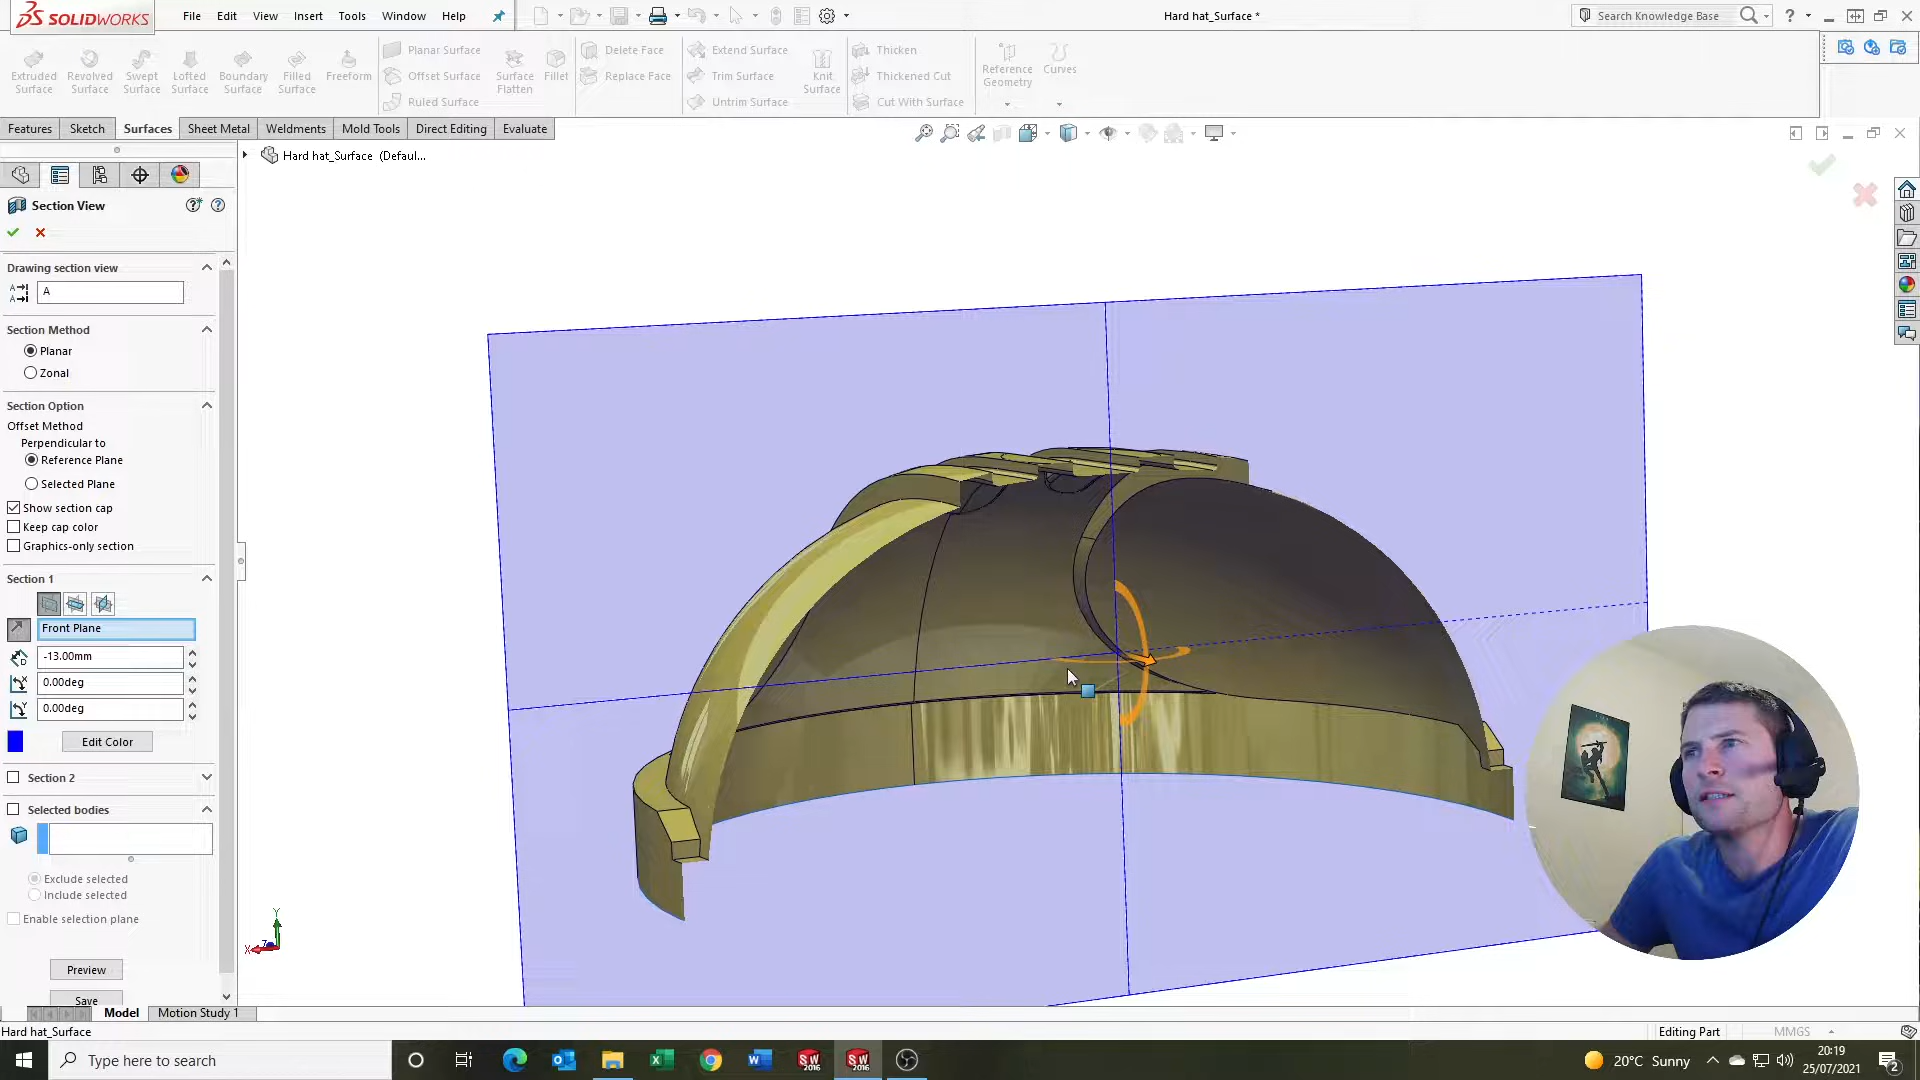 SOLIDWORKS
File Edit View Insert Tools Window Help
Hard hat_Surface *
Search Knowledge Base
Extruded Surface
Revolved Surface
Swept Surface
Lofted Surface
Boundary Surface
Filled Surface
Freeform
Planar Surface
Offset Surface
Ruled Surface
Surface Flatten
Fillet
Delete Face
Replace Face
Extend Surface
Trim Surface
Untrim Surface
Knit Surface
Thicken
Thickened Cut
Cut With Surface
Reference Geometry
Curves
Features Sketch Surfaces Sheet Metal Weldments Mold Tools Direct Editing Evaluate
Hard hat_Surface (Defaul...
Section View
Drawing section view
A
Section Method
Planar
Zonal
Section Option
Offset Method
Perpendicular to
Reference Plane
Selected Plane
Show section cap
Keep cap color
Graphics-only section
Section 1
Front Plane
-13.00mm
0.00deg
0.00deg
Edit Color
Section 2
Selected bodies
Exclude selected
Include selected
Enable selection plane
Preview
Save
Y
X
Z
Model Motion Study 1
Hard hat_Surface
Editing Part
MMGS
Type here to search
SW 2016
SW 2016
20°C Sunny
20:19
25/07/2021
2